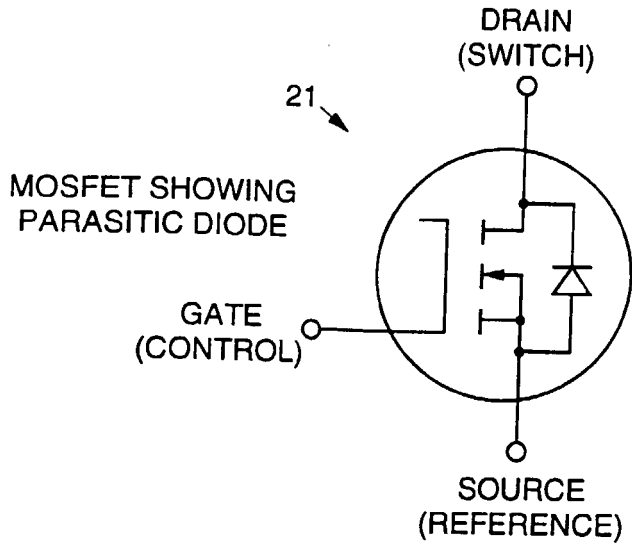 DRAIN
(SWITCH)
21
MOSFET SHOWING
PARASITIC DIODE
GATE
(CONTROL)
SOURCE
(REFERENCE)